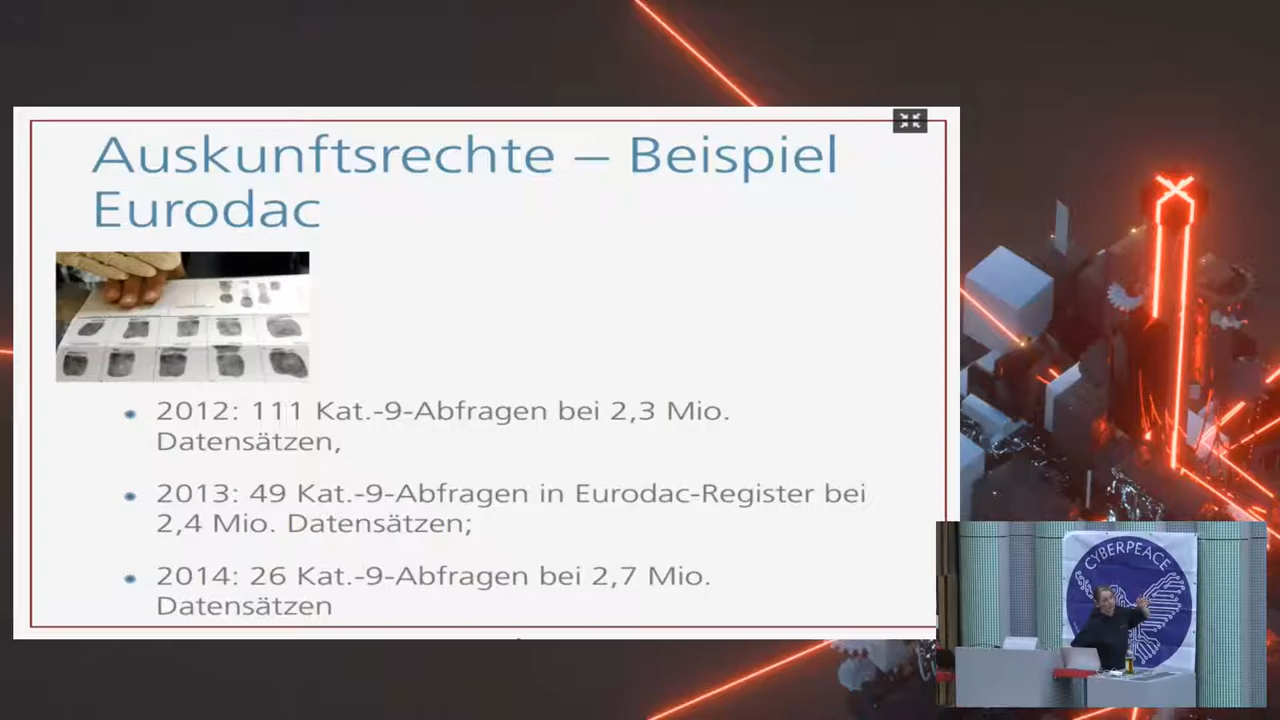 Auskunftsrechte – Beispiel
Eurodac
2012: 111 Kat.-9-Abfragen bei 2,3 Mio.
Datensätzen,
2013: 49 Kat.-9-Abfragen in Eurodac-Register bei
2,4 Mio. Datensätzen;
2014: 26 Kat.-9-Abfragen bei 2,7 Mio.
Datensätzen
CYBERPEACE